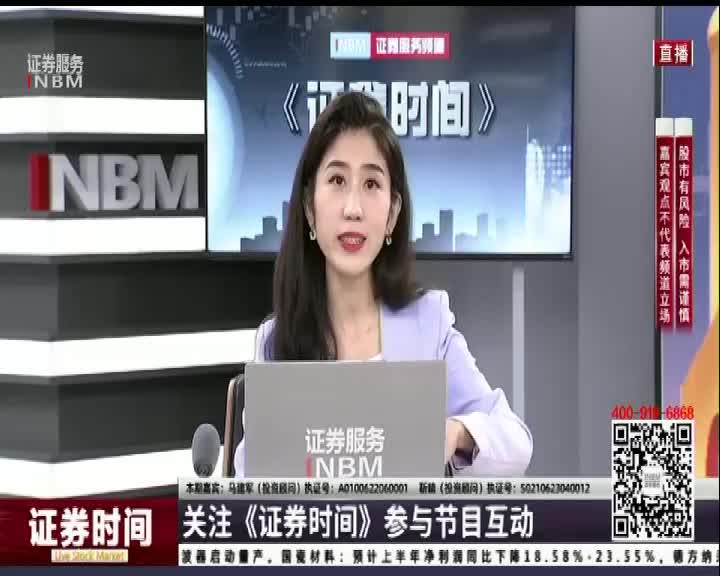 证券服务
NBM
NBM 证券服务频道
《证券时间》
直播
股市有风险 入市需谨慎
嘉宾观点不代表频道立场
NBM
400-918-6868
证券服务
NBM
本期嘉宾：马建军（投资顾问）执证号：A0100622060001 靳精（投资顾问）执证号：S0210623040012
证券时间
Live Stock Market
关注《证券时间》参与节目互动
波器启动量产。国瓷材料：预计上半年净利润同比下降18.58%-23.55%。德方纳